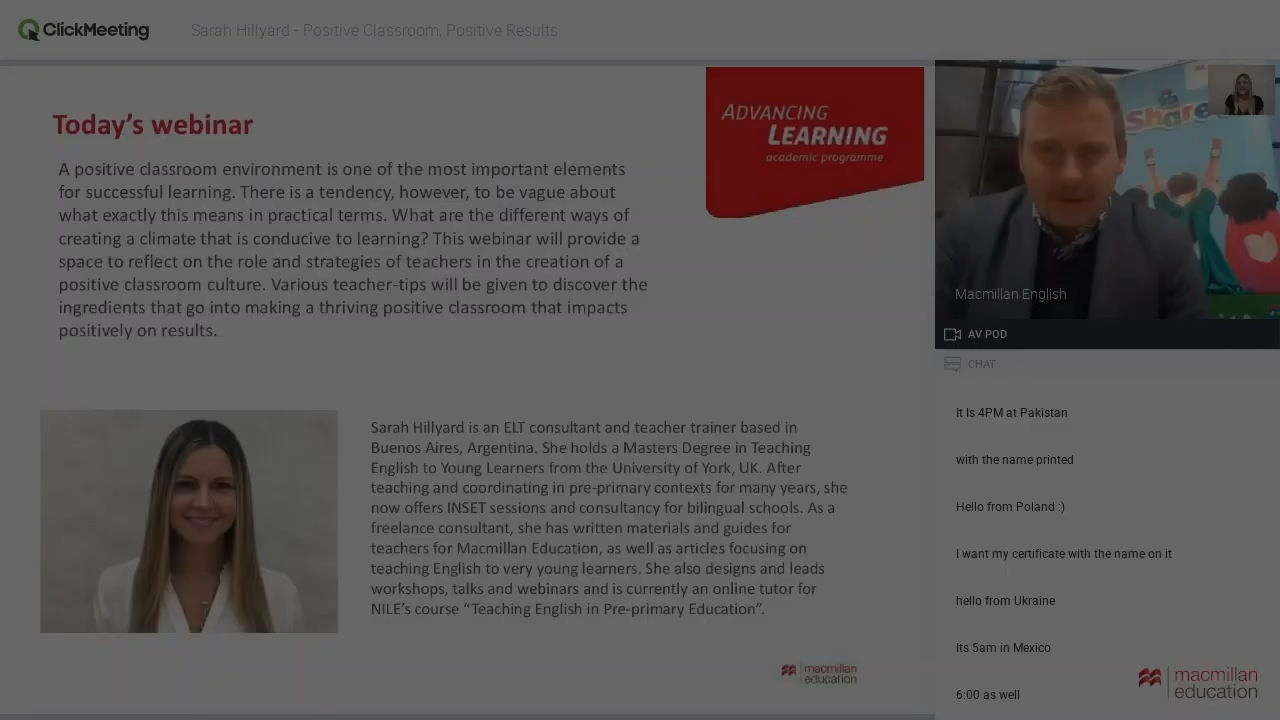 ClickMeeting
Sarah Hillyard - Positive Classroom, Positive Results
Today's webinar
A positive classroom environment is one of the most important elements
for successful learning. There is a tendency, however, to be vague about
what exactly this means in practical terms. What are the different ways of
creating a climate that is conducive to learning? This webinar will provide a
space to reflect on the role and strategies of teachers in the creation of a
positive classroom culture. Various teacher-tips will be given to discover the
ingredients that go into making a thriving positive classroom that impacts
positively on results.
ADVANCING
LEARNING
academic programme
Sarah Hillyard is an ELT consultant and teacher trainer based in
Buenos Aires, Argentina. She holds a Masters Degree in Teaching
English to Young Learners from the University of York, UK. After
teaching and coordinating in pre-primary contexts for many years, she
now offers INSET sessions and consultancy for bilingual schools. As a
freelance consultant, she has written materials and guides for
teachers for Macmillan Education, as well as articles focusing on
teaching English to very young learners. She also designs and leads
workshops, talks and webinars and is currently an online tutor for
NILE's course “Teaching English in Pre-primary Education”.
macmillan
education
share
Macmillan English
AV POD
CHAT
It Is 4PM at Pakistan
with the name printed
Hello from Poland :)
I want my certificate with the name on it
hello from Ukraine
Its 5am in Mexico
6:00 as well
macmillan
education